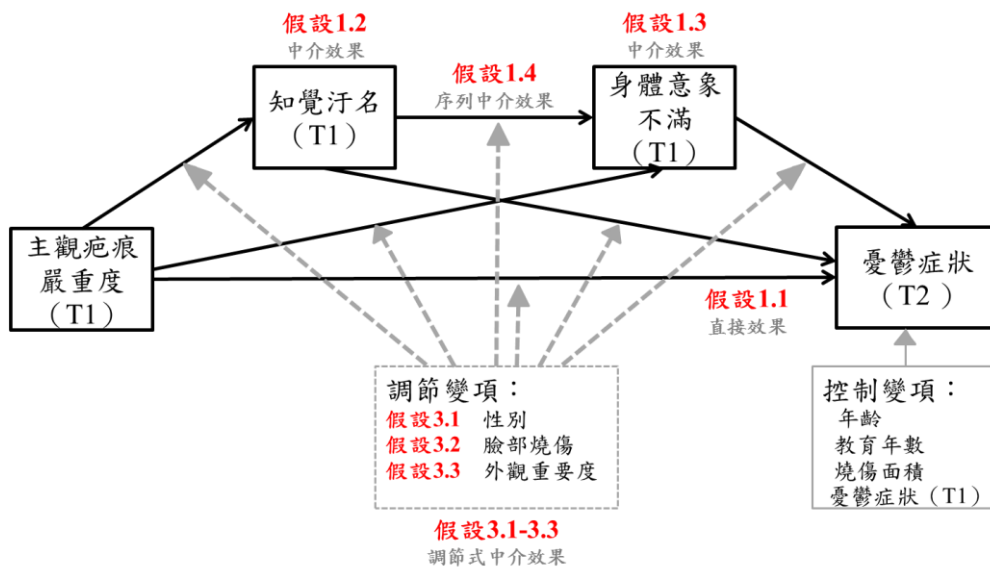 假設1.2
中介效果
假設1.3
中介效果
假設1.4
序列中介效果
知覺汙名
（T1）
身體意象
不滿
（T1）
主觀疤痕
嚴重度
（T1）
憂鬱症狀
（T2）
假設1.1
直接效果
調節變項：
假設3.1 性別
假設3.2 臉部燒傷
假設3.3 外觀重要度
控制變項：
年齡
教育年數
燒傷面積
憂鬱症狀（T1）
假設3.1-3.3
調節式中介效果